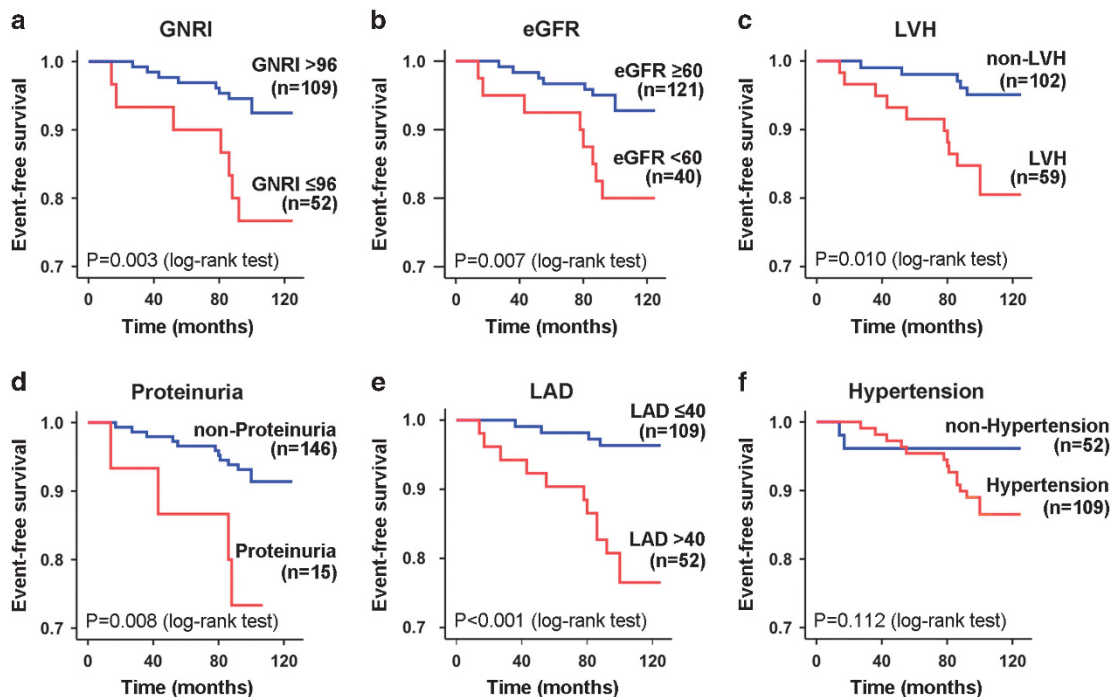 a
GNRI
Event-free survival
1.0
0.9
0.8
0.7
GNRI >96
(n=109)
GNRI ≤96
(n=52)
P=0.003 (log-rank test)
0 40 80 120
Time (months)
b
eGFR
Event-free survival
1.0
0.9
0.8
0.7
eGFR ≥60
(n=121)
eGFR <60
(n=40)
P=0.007 (log-rank test)
0 40 80 120
Time (months)
c
LVH
Event-free survival
1.0
0.9
0.8
0.7
non-LVH
(n=102)
LVH
(n=59)
P=0.010 (log-rank test)
0 40 80 120
Time (months)
d
Proteinuria
Event-free survival
1.0
0.9
0.8
0.7
non-Proteinuria
(n=146)
Proteinuria
(n=15)
P=0.008 (log-rank test)
0 40 80 120
Time (months)
e
LAD
Event-free survival
1.0
0.9
0.8
0.7
LAD ≤40
(n=109)
LAD >40
(n=52)
P<0.001 (log-rank test)
0 40 80 120
Time (months)
f
Hypertension
Event-free survival
1.0
0.9
0.8
0.7
non-Hypertension
(n=52)
Hypertension
(n=109)
P=0.112 (log-rank test)
0 40 80 120
Time (months)